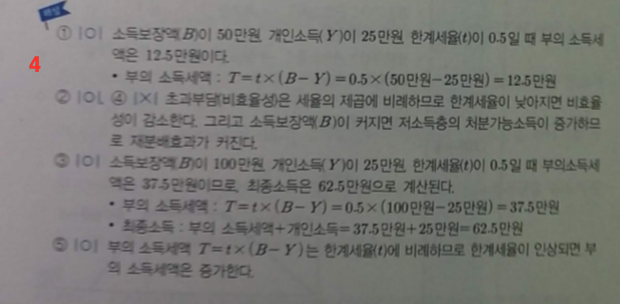 해설
① |O| 소득보장액(B)이 50만원, 개인소득(Y)이 25만원, 한계세율(t)이 0.5일 때 부의 소득세
액은 12.5만원이다.
4
• 부의 소득세액 : T=t×(B-Y)=0.5×(50만원-25만원)=12.5만원
② |O|, ④ |×| 초과부담(비효율성)은 세율의 제곱에 비례하므로 한계세율이 낮아지면 비효율
성이 감소한다. 그리고 소득보장액(B)이 커지면 저소득층의 처분가능소득이 증가하므
로 재분배효과가 커진다.
③ |O| 소득보장액(B)이 100만원, 개인소득(Y)이 25만원, 한계세율(t)이 0.5일 때 부의소득세
액은 37.5만원이므로, 최종소득은 62.5만원으로 계산된다.
• 부의 소득세액 : T=t×(B-Y)=0.5×(100만원-25만원)=37.5만원
• 최종소득 : 부의 소득세액+개인소득=37.5만원+25만원=62.5만원
⑤ |O| 부의 소득세액 T=t×(B-Y)는 한계세율(t)에 비례하므로 한계세율이 인상되면 부
의 소득세액은 증가한다.